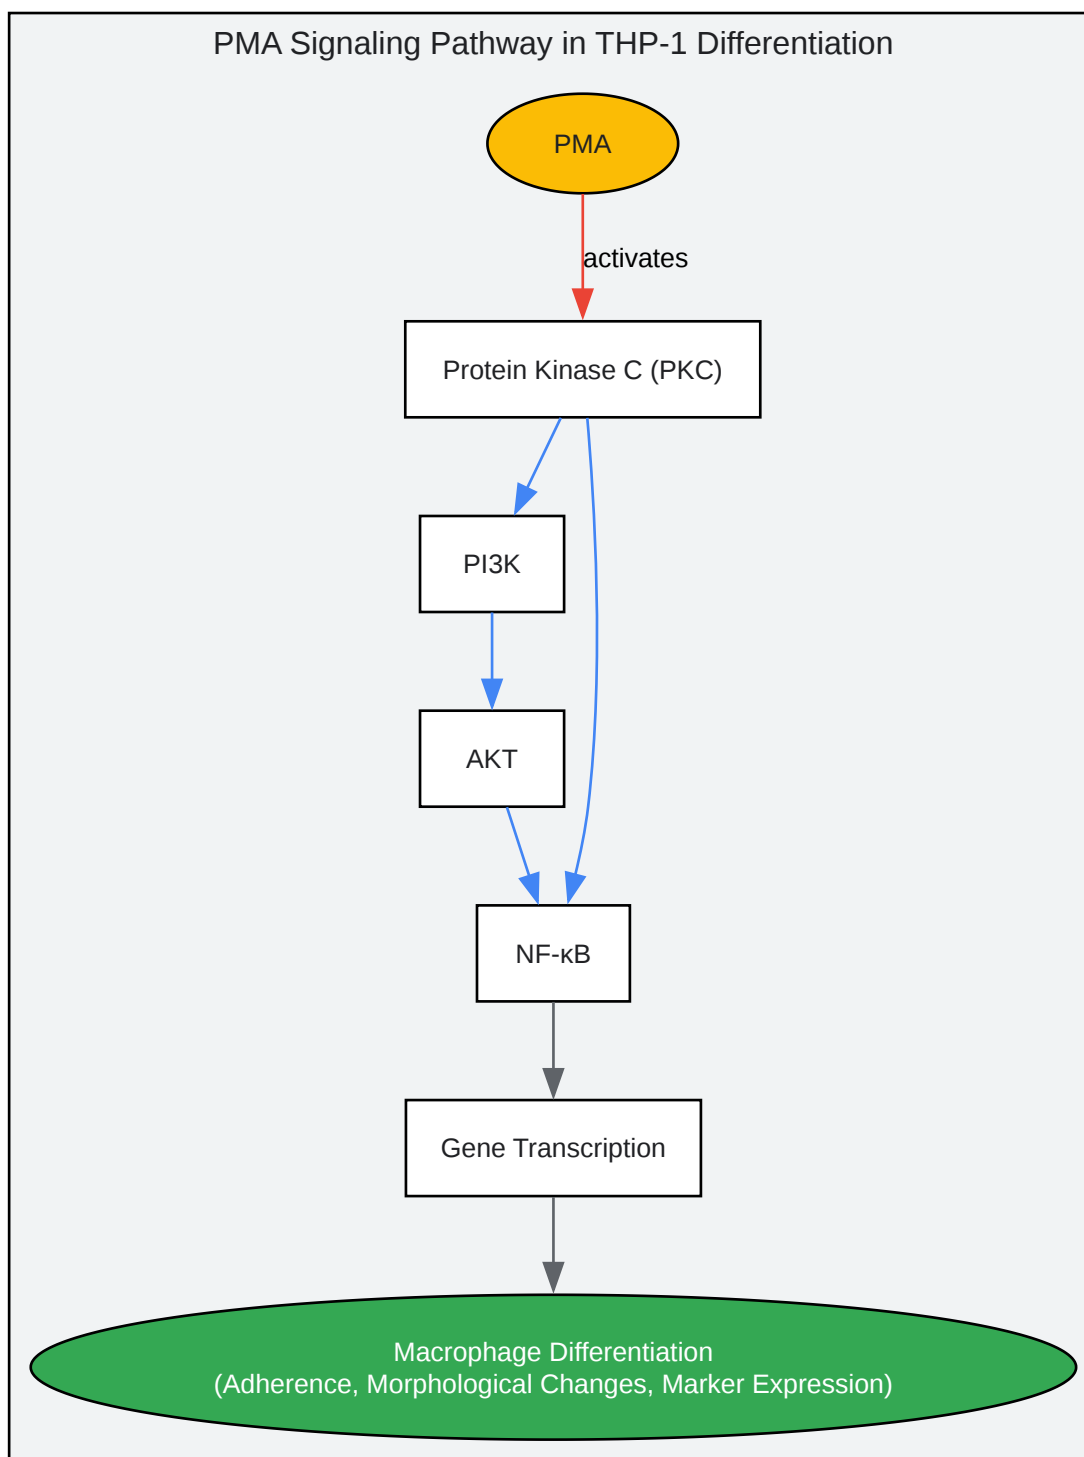 PMA Signaling Pathway in THP-1 Differentiation
PMA
activates
Protein Kinase C (PKC)
PI3K
AKT
NF-κB
Gene Transcription
Macrophage Differentiation
(Adherence, Morphological Changes, Marker Expression)